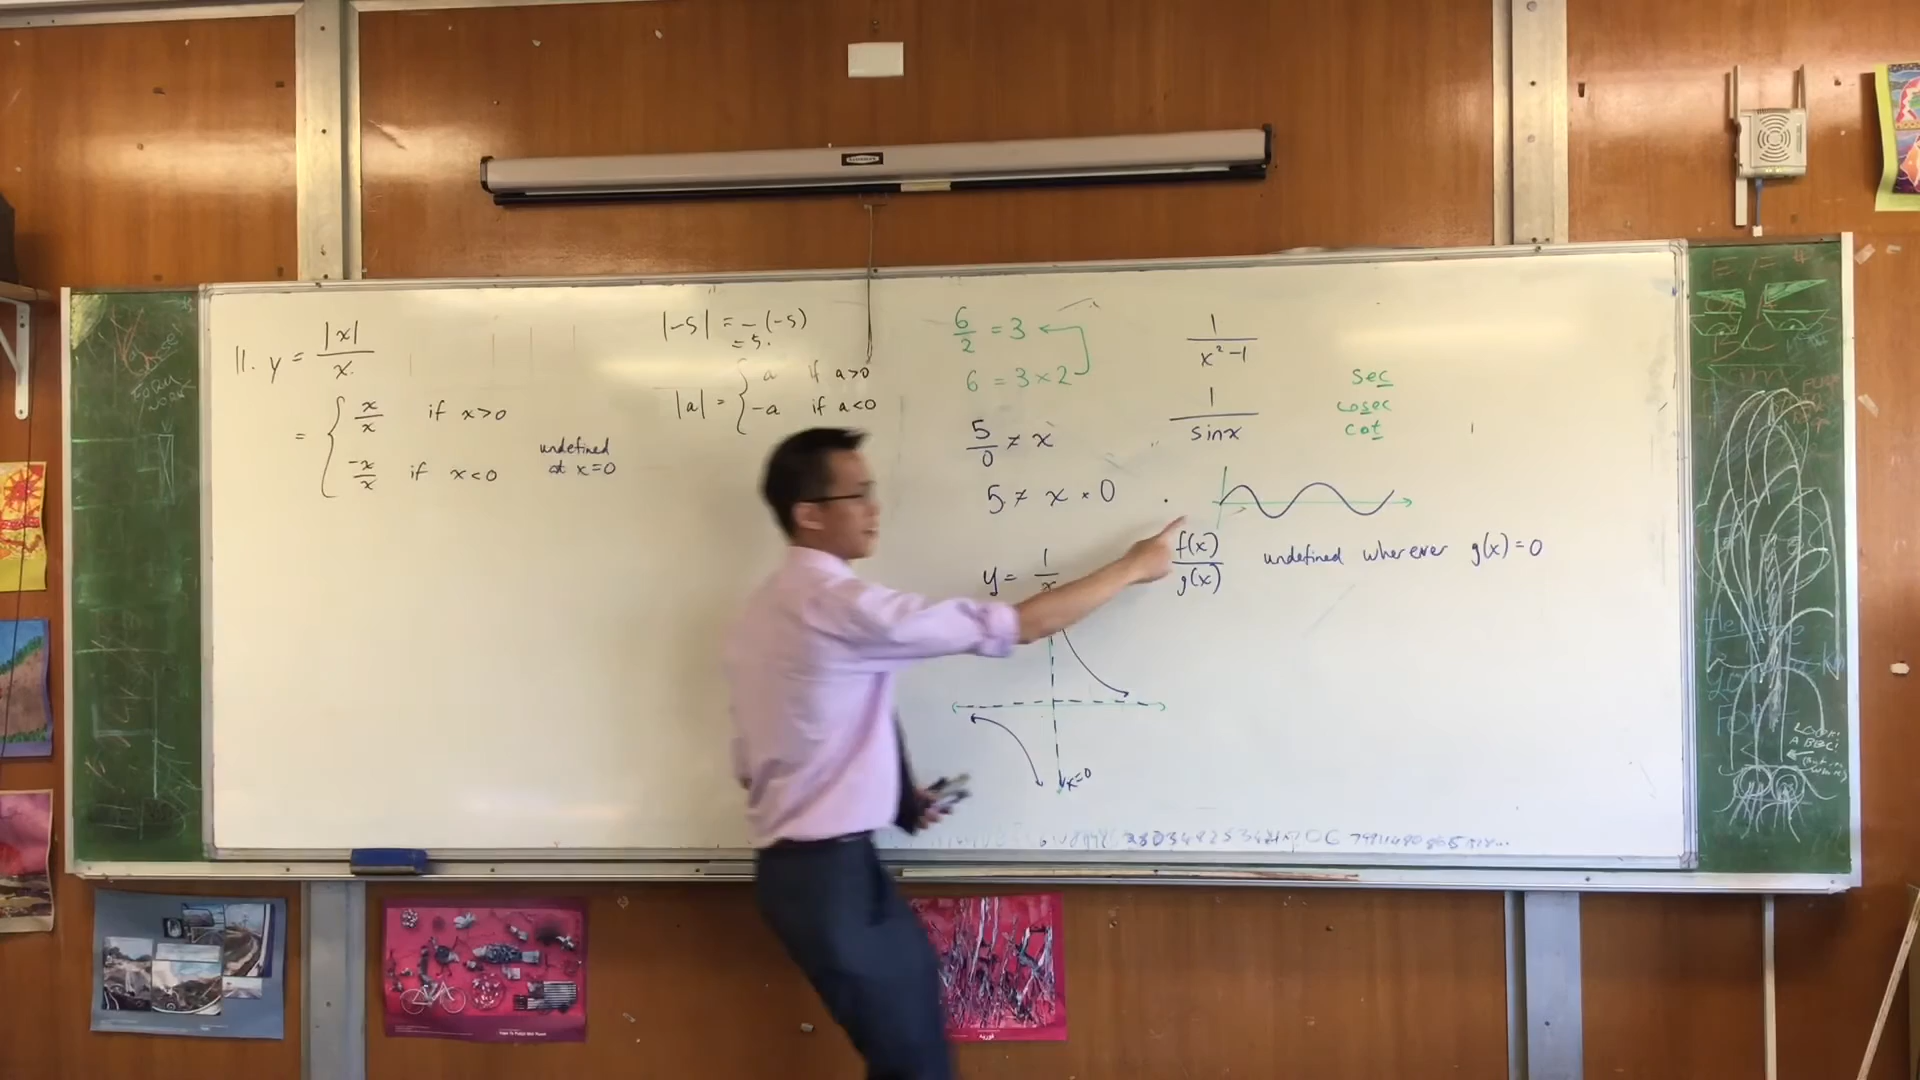 11. y = |x| / x
= { x/x if x>0
-x/x if x<0
undefined
at x=0
|-5| = -(-5)
= 5.
|a| = { a if a>0
-a if a<0
6/2 = 3
6 = 3×2
5/0 ≠ x
5 ≠ x × 0
y = 1/x
x=0
1/(x²-1)
1/sinx
sec
cosec
cot
f(x)/g(x) undefined wherever g(x)=0
LOOK!
A BBC!